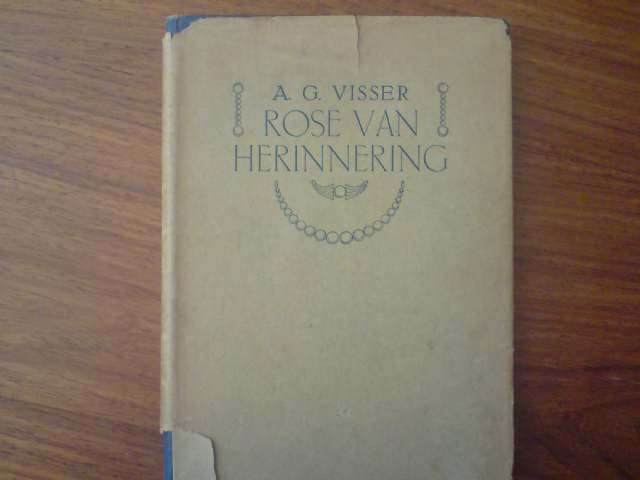 A. G. VISSER
ROSE VAN
HERINNERING